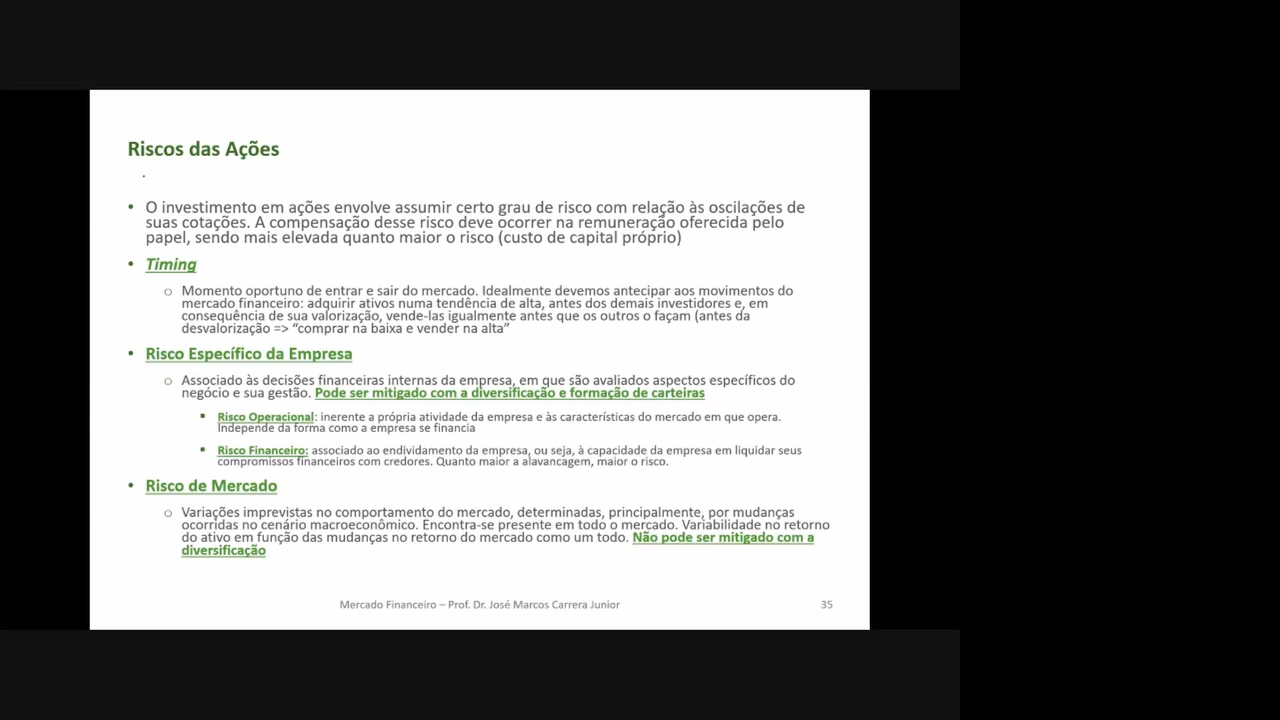 Riscos das Ações
.
• O investimento em ações envolve assumir certo grau de risco com relação às oscilações de
suas cotações. A compensação desse risco deve ocorrer na remuneração oferecida pelo
papel, sendo mais elevada quanto maior o risco (custo de capital próprio)
• Timing
○ Momento oportuno de entrar e sair do mercado. Idealmente devemos antecipar aos movimentos do
mercado financeiro: adquirir ativos numa tendência de alta, antes dos demais investidores e, em
consequência de sua valorização, vende-las igualmente antes que os outros o façam (antes da
desvalorização => “comprar na baixa e vender na alta”
• Risco Específico da Empresa
○ Associado às decisões financeiras internas da empresa, em que são avaliados aspectos específicos do
negócio e sua gestão. Pode ser mitigado com a diversificação e formação de carteiras
▪ Risco Operacional: inerente a própria atividade da empresa e às características do mercado em que opera.
Independe da forma como a empresa se financia
▪ Risco Financeiro: associado ao endividamento da empresa, ou seja, à capacidade da empresa em liquidar seus
compromissos financeiros com credores. Quanto maior a alavancagem, maior o risco.
• Risco de Mercado
○ Variações imprevistas no comportamento do mercado, determinadas, principalmente, por mudanças
ocorridas no cenário macroeconômico. Encontra-se presente em todo o mercado. Variabilidade no retorno
do ativo em função das mudanças no retorno do mercado como um todo. Não pode ser mitigado com a
diversificação
Mercado Financeiro – Prof. Dr. José Marcos Carrera Junior
35